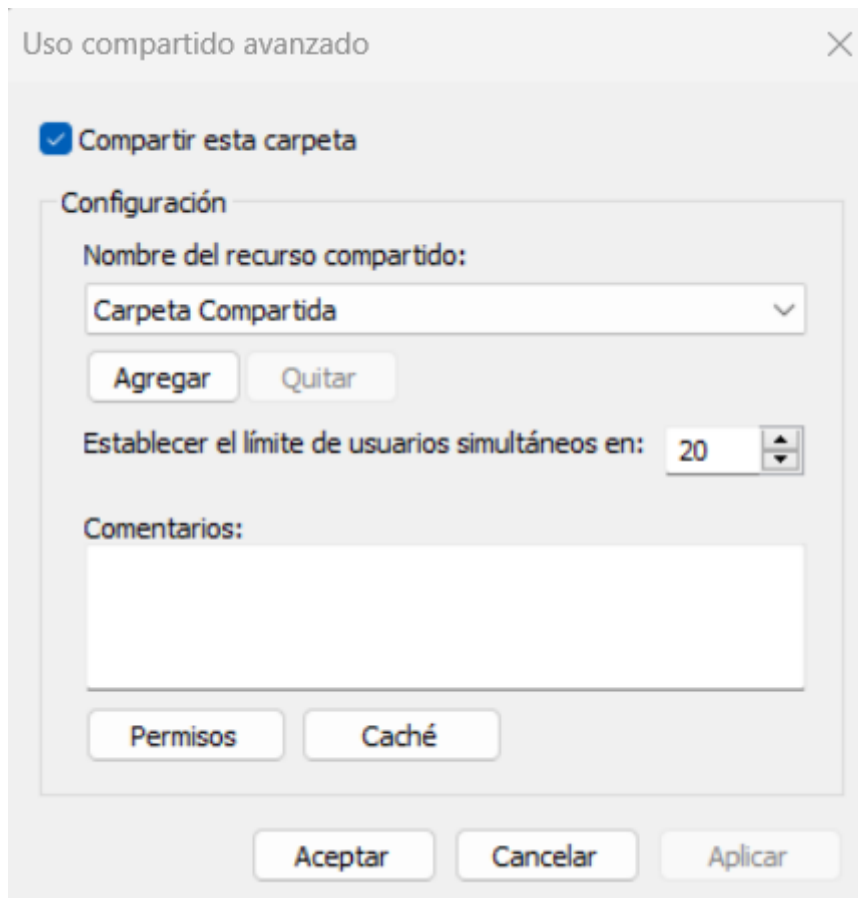 Uso compartido avanzado
Compartir esta carpeta
Configuración
Nombre del recurso compartido:
Carpeta Compartida
Agregar Quitar
Establecer el límite de usuarios simultáneos en: 20
Comentarios:
Permisos Caché
Aceptar Cancelar Aplicar